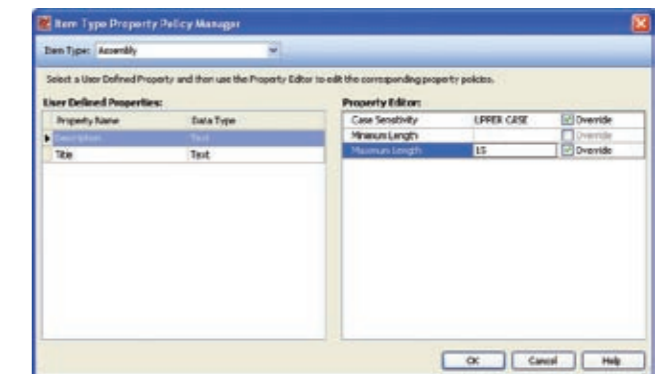 Item Type Property Policy Manager
Item Type: Assembly
Select a User Defined Property and then use the Property Editor to edit the corresponding property policies.
User Defined Properties: Property Editor:
Property Name Data Type Case Sensitivity UPPER CASE Override
Description Text Minimum Length Override
Title Text Maximum Length 15 Override
OK Cancel Help